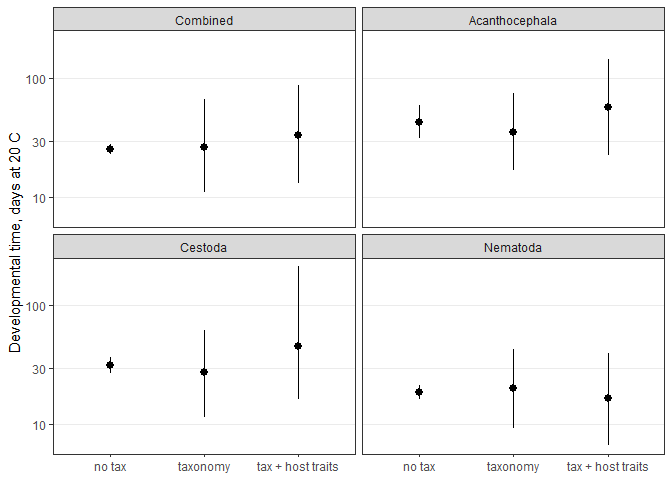 Combined
Acanthocephala
100
30
10
Cestoda
Nematoda
100
30
10
Developmental time, days at 20 C
no tax
taxonomy
tax + host traits
no tax
taxonomy
tax + host traits